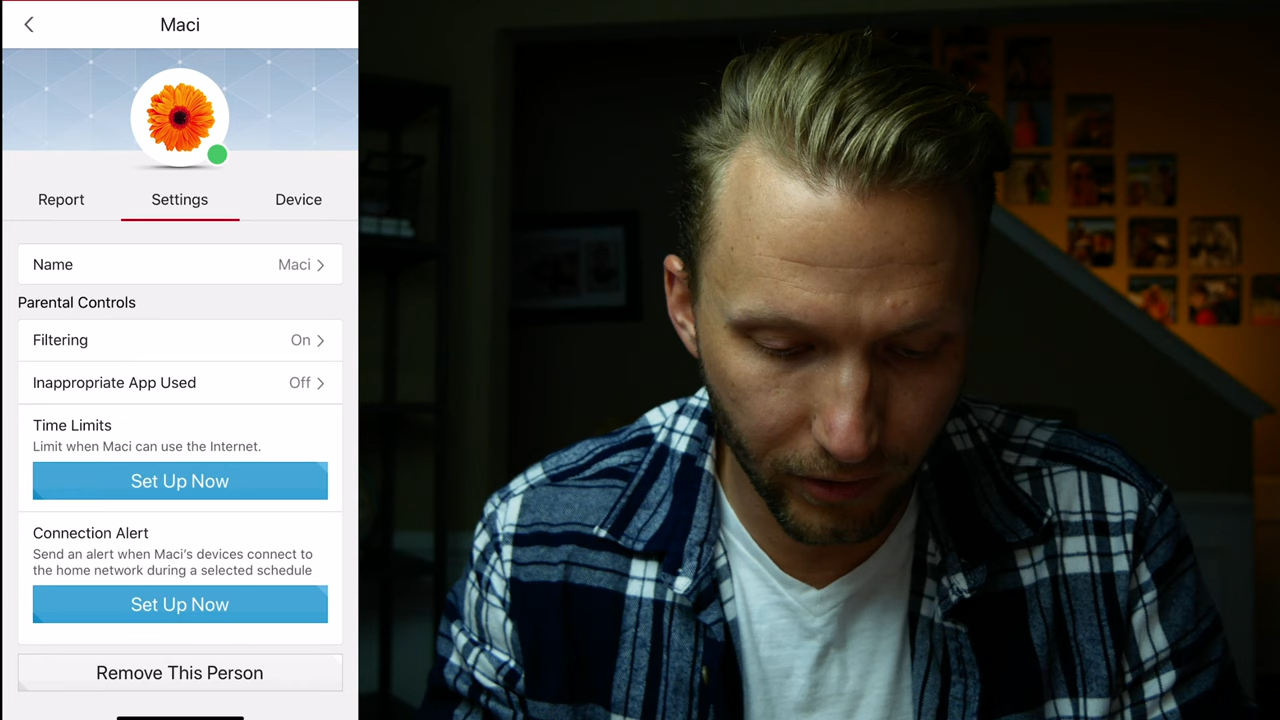 Maci
Report
Settings
Device
Name
Maci
Parental Controls
Filtering
On
Inappropriate App Used
Off
Time Limits
Limit when Maci can use the Internet.
Set Up Now
Connection Alert
Send an alert when Maci's devices connect to
the home network during a selected schedule
Set Up Now
Remove This Person